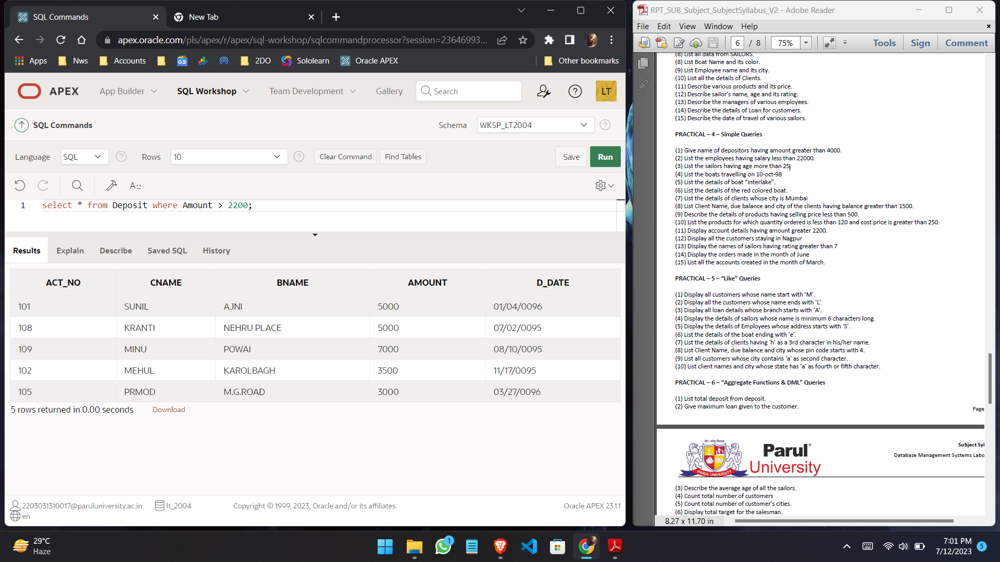 SQL Commands
New Tab
apex.oracle.com/pls/apex/r/apex/sql-workshop/sqlcommandprocessor?session=23646993...
Apps
Nws
Accounts
2DO
Sololearn
Oracle APEX
Other bookmarks
APEX
App Builder
SQL Workshop
Team Development
Gallery
Search
LT
SQL Commands
Schema
WKSP_LT2004
Language
SQL
Rows
10
Clear Command
Find Tables
Save
Run
1 select * from Deposit where Amount > 2200;
Results
Explain
Describe
Saved SQL
History
ACT_NO CNAME BNAME AMOUNT D_DATE
101 SUNIL AJNI 5000 01/04/0096
108 KRANTI NEHRU PLACE 5000 07/02/0095
109 MINU POWAI 7000 08/10/0095
102 MEHUL KAROLBAGH 3500 11/17/0095
105 PRMOD M.G.ROAD 3000 03/27/0096
5 rows returned in 0.00 seconds
Download
2203031310017@paruluniversity.ac.in
lt_2004
Copyright © 1999, 2023, Oracle and/or its affiliates.
Oracle APEX 23.1.1
en
RPT_SUB_Subject_SubjectSyllabus_V2 - Adobe Reader
File Edit View Window Help
6 / 8
75%
Tools
Sign
Comment
(8) List all data from SAILORS.
(8) List Boat Name and its color.
(9) List Employee name and its city.
(10) List all the details of Clients.
(11) Describe various products and its price.
(12) Describe sailor’s name, age and its rating.
(13) Describe the managers of various employees.
(14) Describe the details of Loan for customers.
(15) Describe the date of travel of various sailors.
PRACTICAL – 4 – Simple Queries
(1) Give name of depositors having amount greater than 4000.
(2) List the employees having salary less than 22000.
(3) List the sailors having age more than 25.
(4) List the boats travelling on 10-oct-98
(5) List the details of boat “Interlake”.
(6) List the details of the red colored boat.
(7) List the details of clients whose city is Mumbai
(8) List Client Name, due balance and city of the clients having balance greater than 1500.
(9) Describe the details of products having selling price less than 500.
(10) List the products for which quantity ordered is less than 120 and cost price is greater than 250.
(11) Display account details having amount greater 2200.
(12) Display all the customers staying in Nagpur
(13) Display the names of sailors having rating greater than 7
(14) Display the orders made in the month of June
(15) List all the accounts created in the month of March.
PRACTICAL – 5 – “Like” Queries
(1) Display all customers whose name start with ‘M’.
(2) Display all the customers whose name ends with ‘L’.
(3) Display all loan details whose branch starts with ‘A’.
(4) Display the details of sailors whose name is minimum 6 characters long.
(5) Display the details of Employees whose address starts with ‘S’.
(6) List the details of the boat ending with ‘e’.
(7) List the details of clients having ‘h’ as a 3rd character in his/her name.
(8) List Client Name, due balance and city whose pin code starts with 4.
(9) List all customers whose city contains ‘a’ as second character.
(10) List client names and city whose state has ‘a’ as fourth or fifth character.
PRACTICAL – 6 – “Aggregate Functions & DML” Queries
(1) List total deposit from deposit.
(2) Give maximum loan given to the customer.
Page
PARUL UNIVERSITY
Parul®
University
Subject Syl
Database Management Systems Labo
(3) Describe the average age of all the sailors.
(4) Count total number of customers
(5) Count total number of customer’s cities.
(6) Display total target for the salesman.
8.27 x 11.70 in
29°C
Haze
1
7:01 PM
7/12/2023
5